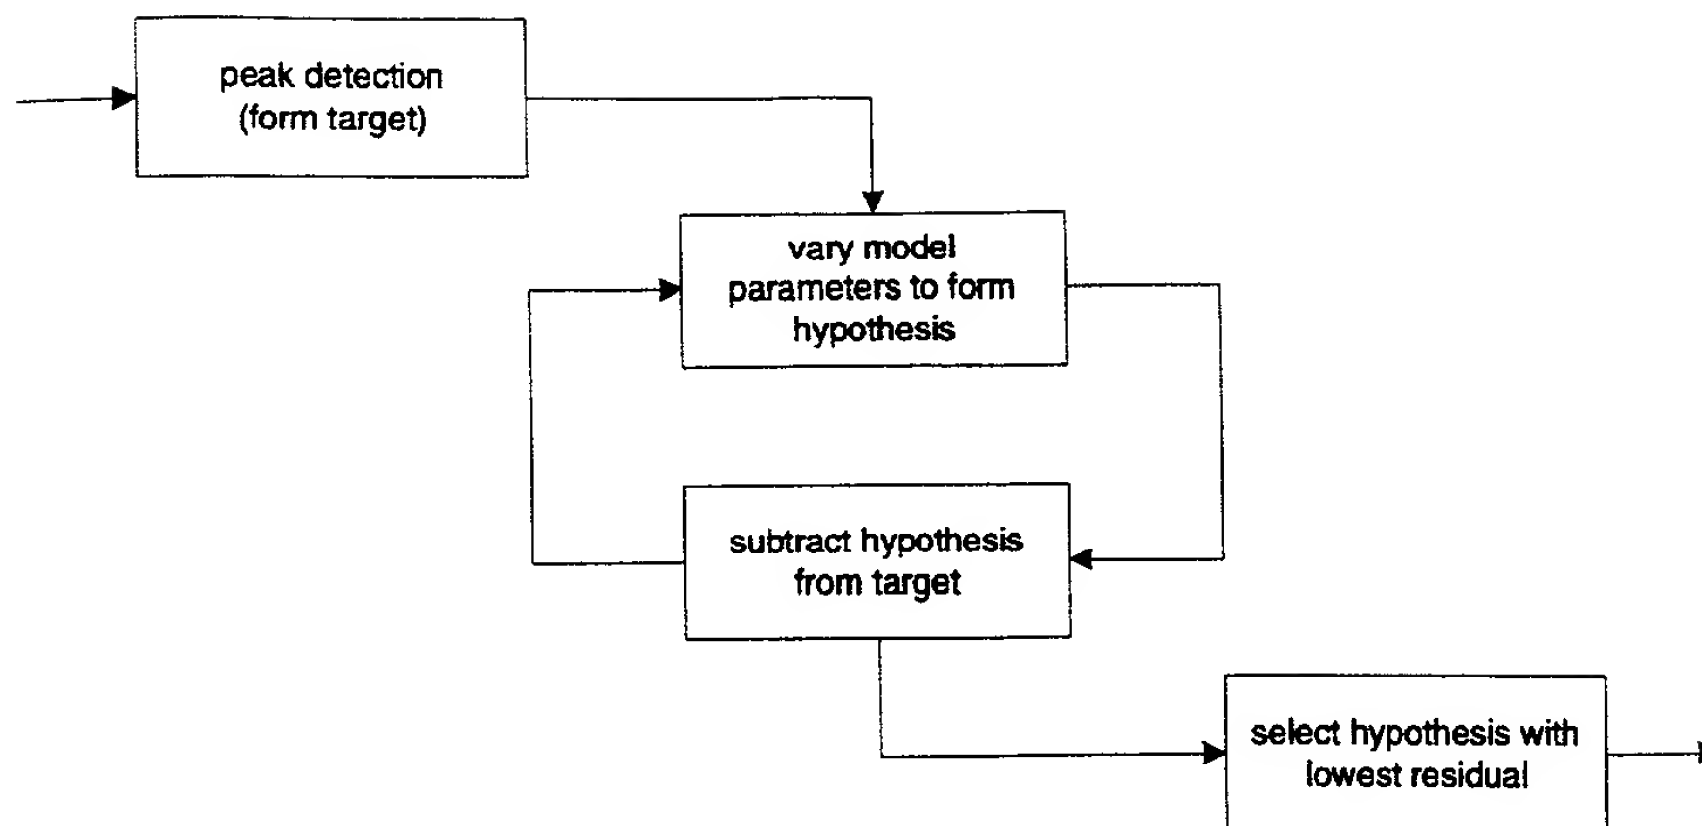 peak detection
(form target)
vary model
parameters to form
hypothesis
subtract hypothesis
from target
select hypothesis with
lowest residual